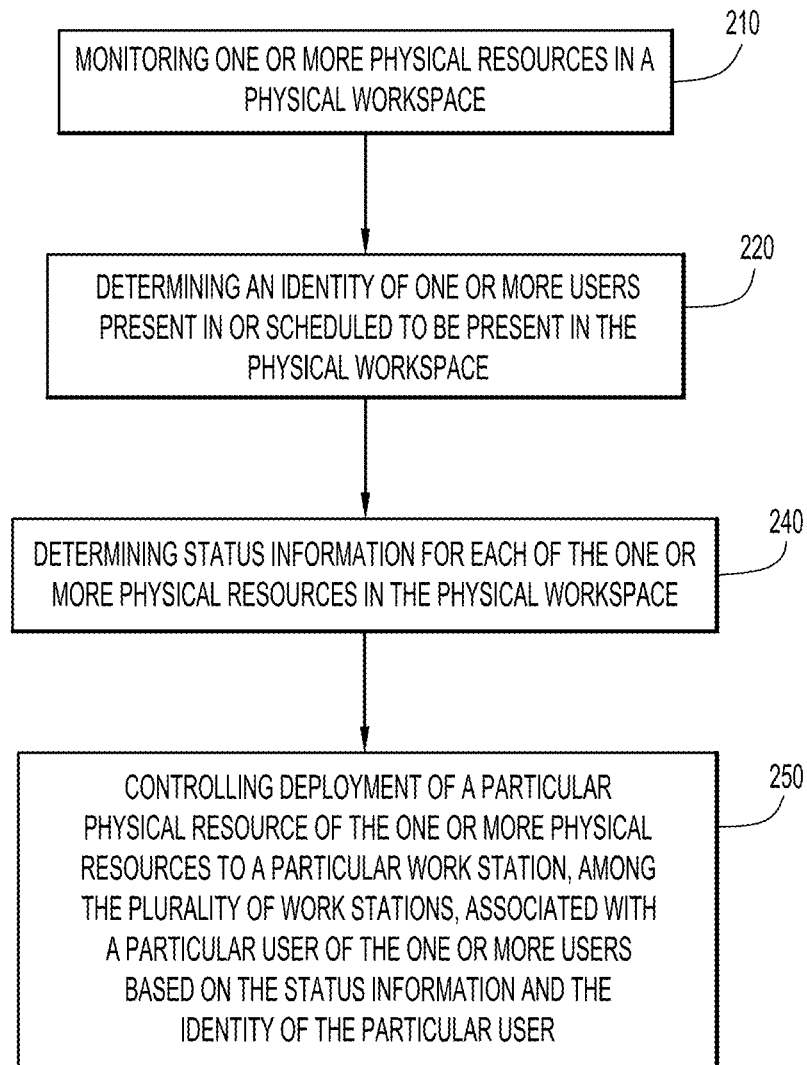 210
MONITORING ONE OR MORE PHYSICAL RESOURCES IN A
PHYSICAL WORKSPACE
220
DETERMINING AN IDENTITY OF ONE OR MORE USERS
PRESENT IN OR SCHEDULED TO BE PRESENT IN THE
PHYSICAL WORKSPACE
240
DETERMINING STATUS INFORMATION FOR EACH OF THE ONE OR
MORE PHYSICAL RESOURCES IN THE PHYSICAL WORKSPACE
250
CONTROLLING DEPLOYMENT OF A PARTICULAR
PHYSICAL RESOURCE OF THE ONE OR MORE PHYSICAL
RESOURCES TO A PARTICULAR WORK STATION, AMONG
THE PLURALITY OF WORK STATIONS, ASSOCIATED WITH
A PARTICULAR USER OF THE ONE OR MORE USERS
BASED ON THE STATUS INFORMATION AND THE
IDENTITY OF THE PARTICULAR USER